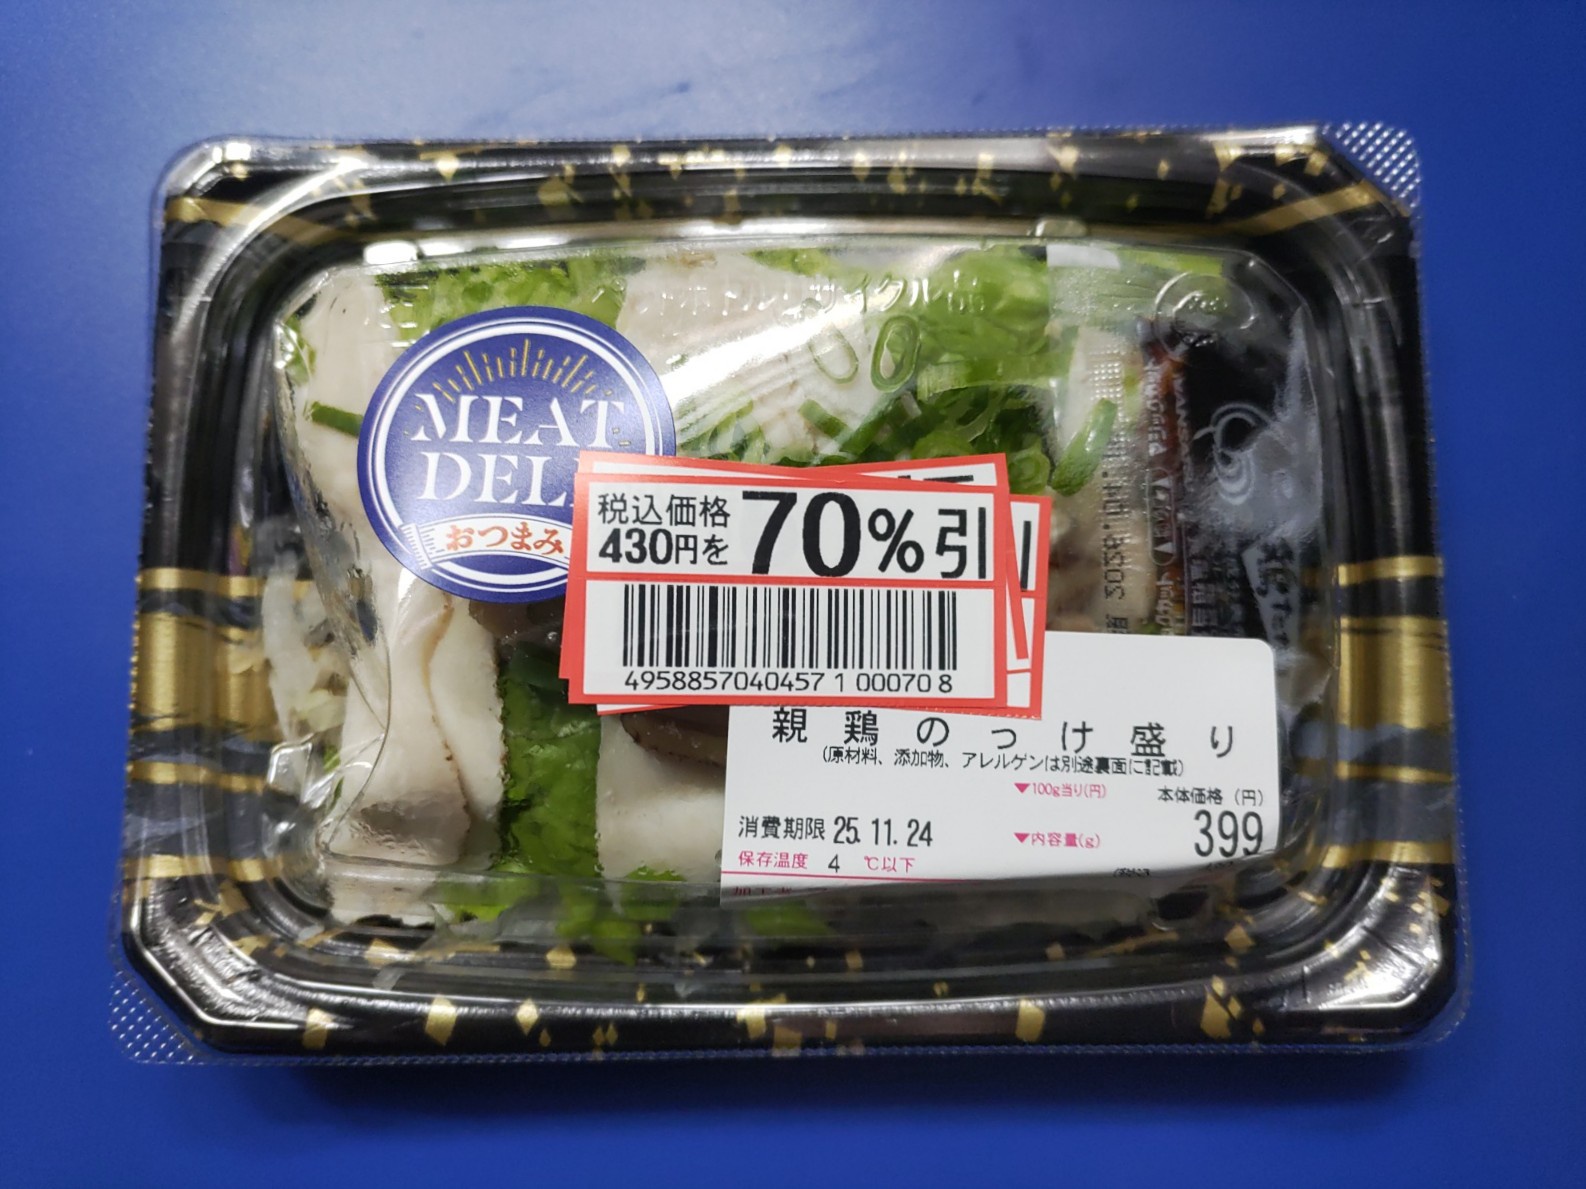 MEAT
DELI
おつまみ
税込価格
430円を
70%引
4958857040457 1 00070 8
親鶏のっけ盛り
(原材料、添加物、アレルゲンは別途裏面に記載)
▼100g当り(円)
本体価格 (円)
消費期限 25.11.24
▼内容量(g)
399
保存温度 4 ℃以下